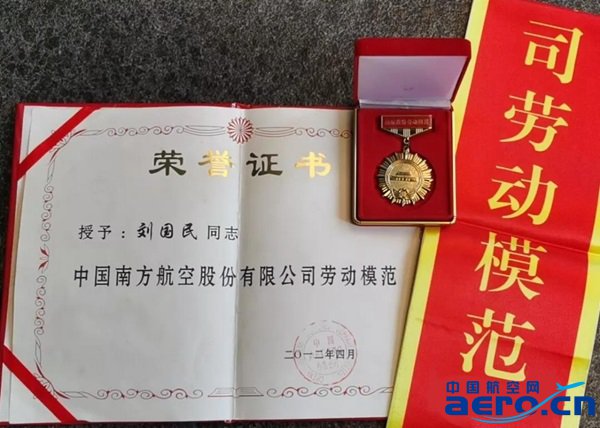 荣誉证书
授予：刘国民同志
中国南方航空股份有限公司劳动模范
二〇一二年四月
司劳动模范
中国航空网
aero.cn